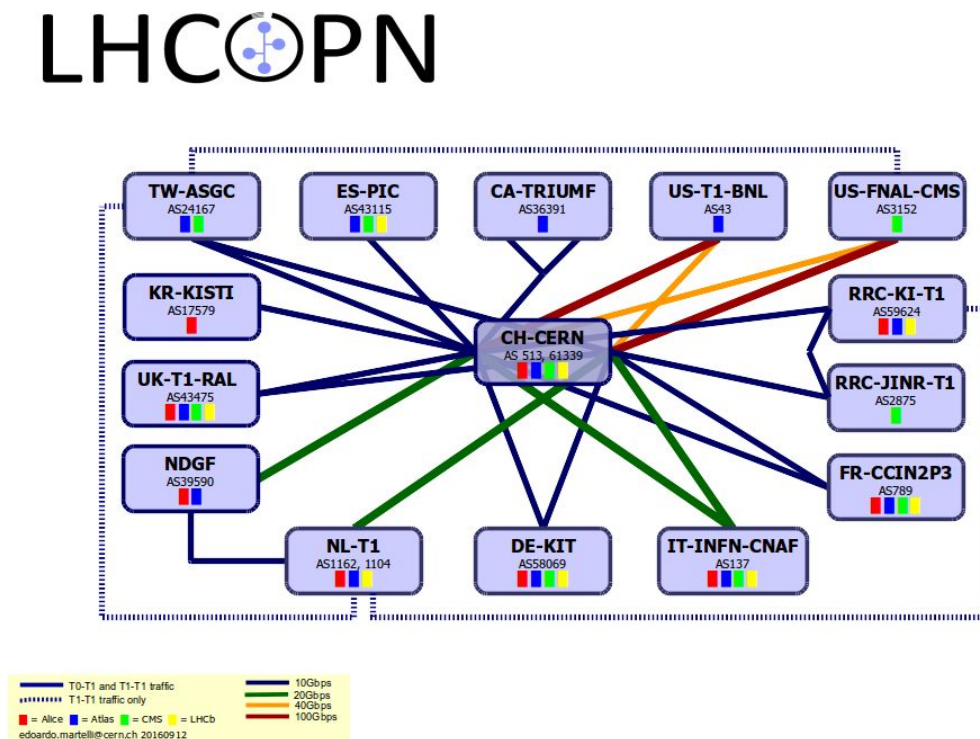 LHCOPN
TW-ASGC
AS24167
ES-PIC
AS43115
CA-TRIUMF
AS36391
US-T1-BNL
AS43
US-FNAL-CMS
AS3152
KR-KISTI
AS17579
RRC-KI-T1
AS59624
CH-CERN
AS 513, 61339
UK-T1-RAL
AS43475
RRC-JINR-T1
AS2875
NDGF
AS39590
FR-CCIN2P3
AS789
NL-T1
AS1162, 1104
DE-KIT
AS58069
IT-INFN-CNAF
AS137
T0-T1 and T1-T1 traffic
T1-T1 traffic only
= Alice = Atlas = CMS = LHCb
edoardo.martelli@cern.ch 20160912
10Gbps
20Gbps
40Gbps
100Gbps